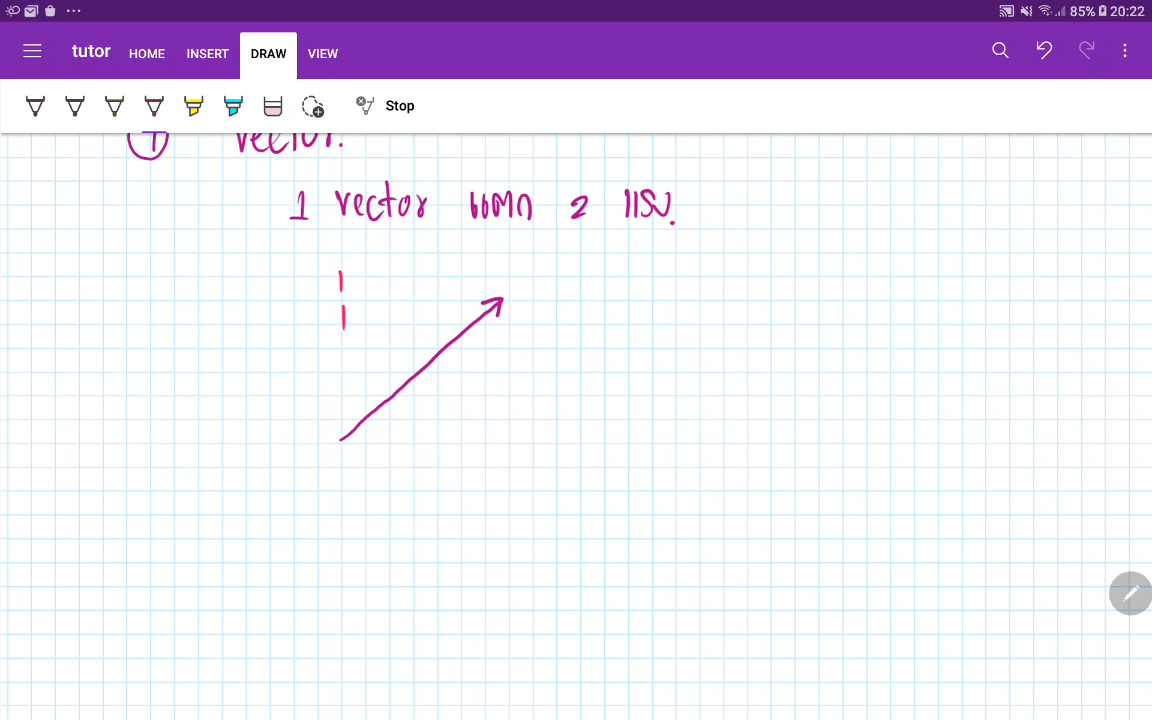 85% 20:22
tutor HOME INSERT DRAW VIEW
Stop
7 vector.
1 vector แตก 2 แรง.